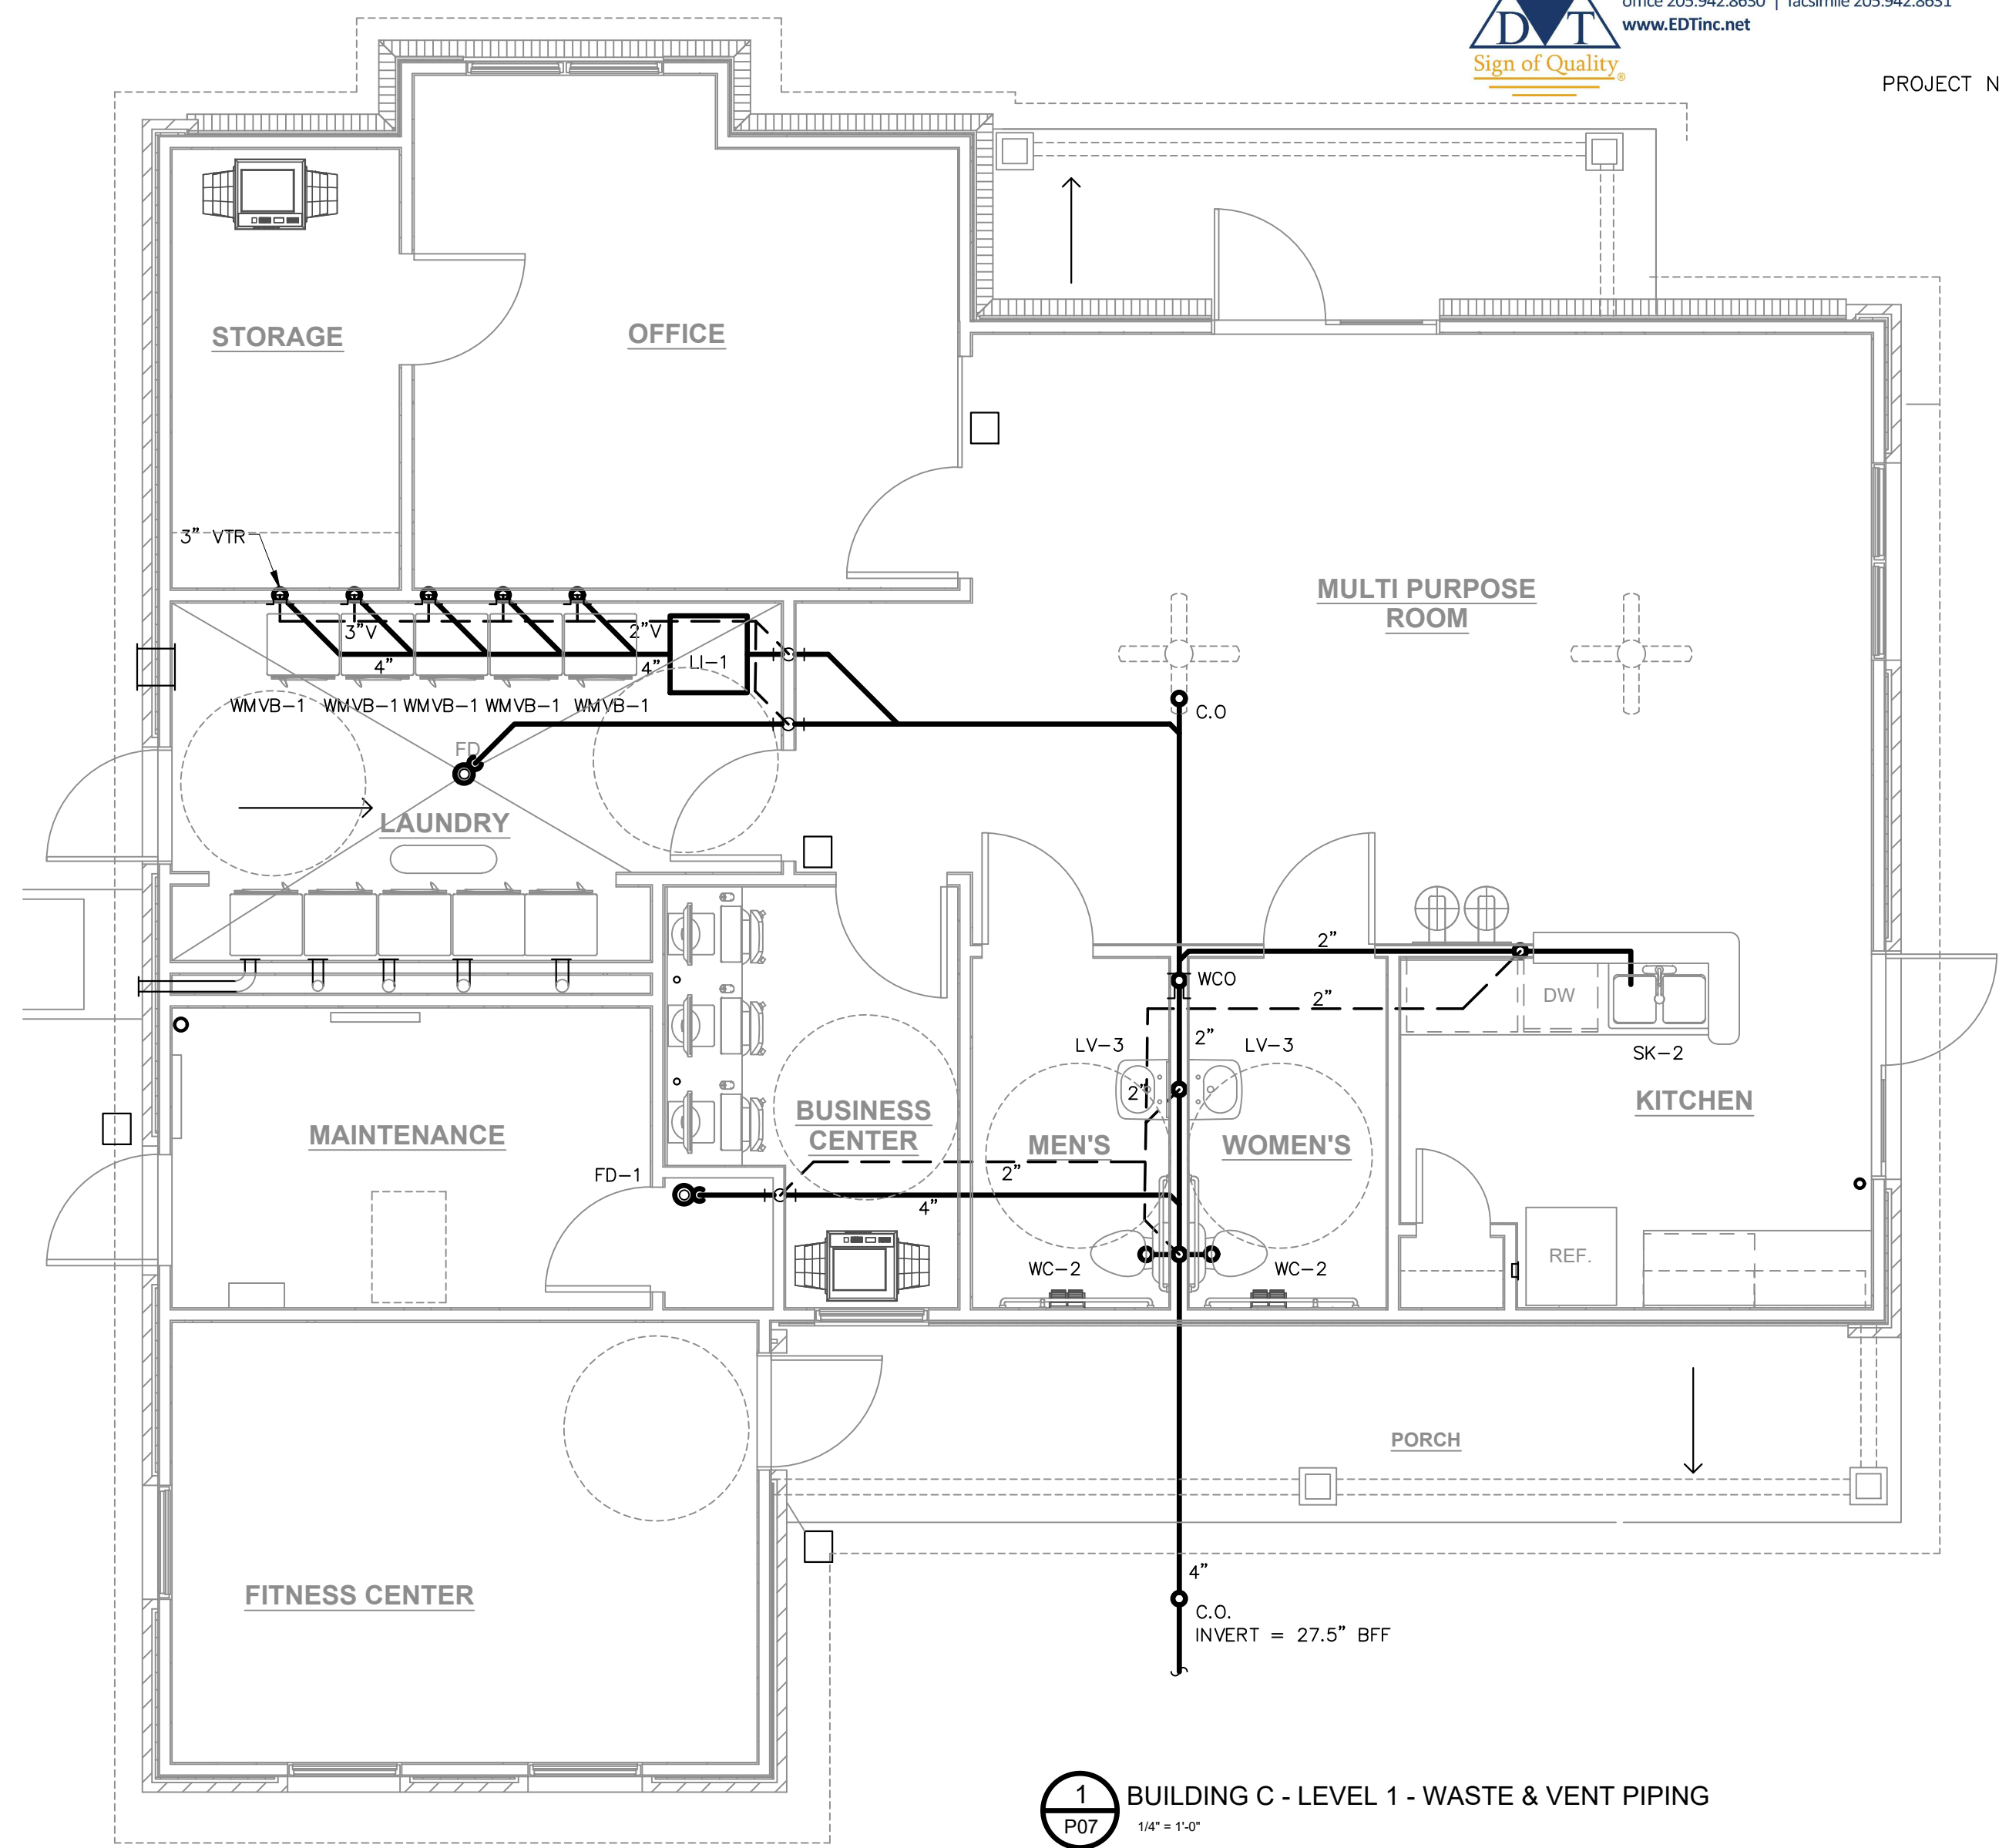 office 205.942.8630 | facsimile 205.942.8631
www.EDTinc.net
DVT
Sign of Quality®
PROJECT N
STORAGE
OFFICE
3" VTR
MULTI PURPOSE
ROOM
3"V
2"V
4"
4"
LI-1
WMVB-1 WMVB-1 WMVB-1 WMVB-1 WMVB-1
C.O
FD
LAUNDRY
2"
WCO
2"
DW
2"
LV-3
LV-3
SK-2
2"
KITCHEN
BUSINESS
CENTER
MAINTENANCE
MEN'S
WOMEN'S
FD-1
2"
4"
REF.
WC-2
WC-2
PORCH
4"
FITNESS CENTER
C.O.
INVERT = 27.5" BFF
1
P07
BUILDING C - LEVEL 1 - WASTE & VENT PIPING
1/4" = 1'-0"